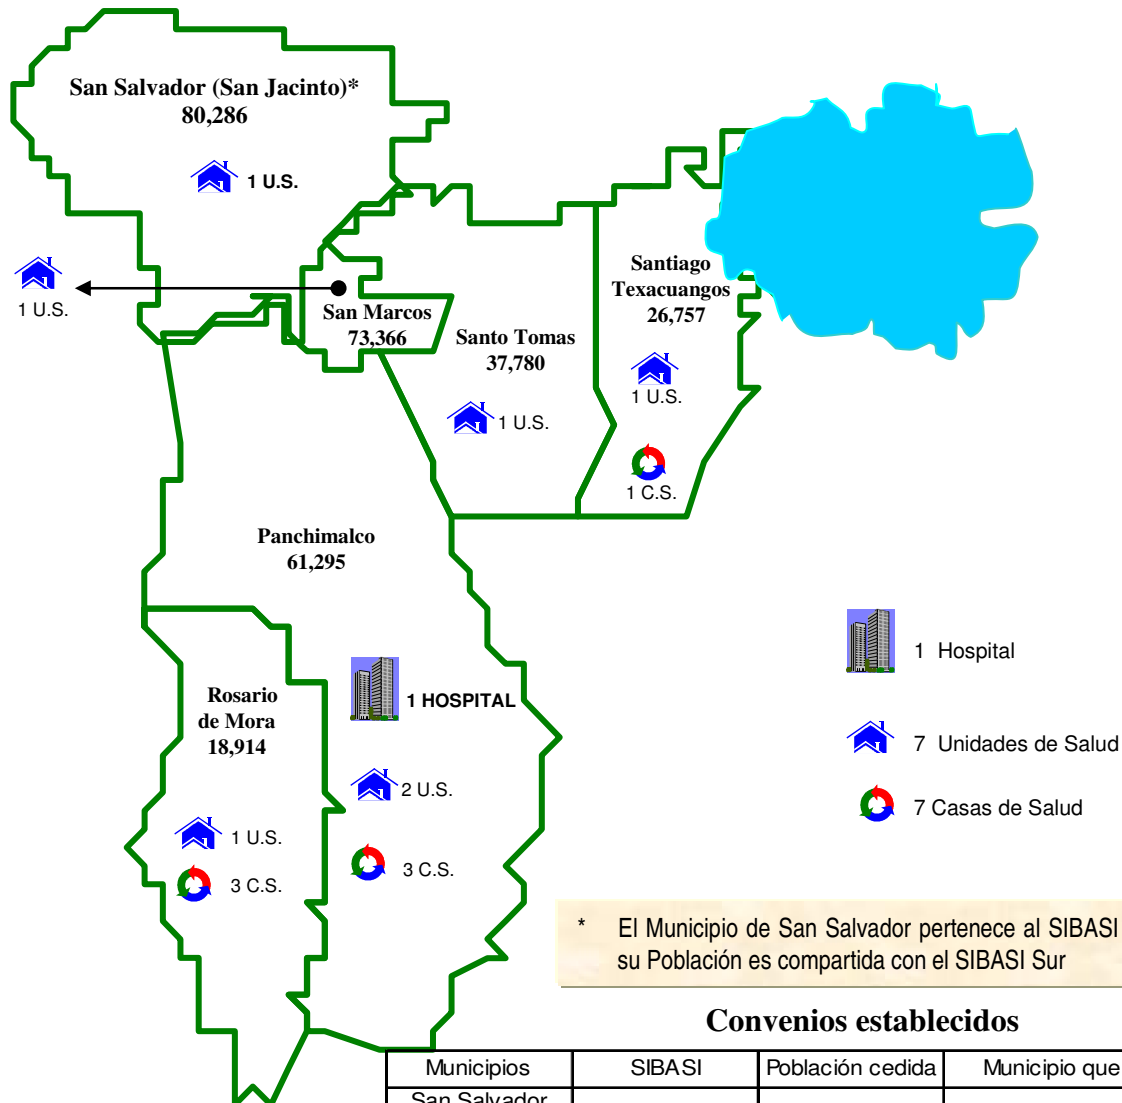 San Salvador (San Jacinto)*
80,286
1 U.S.
1 U.S.
San Marcos
73,366
Santo Tomas
37,780
1 U.S.
Santiago
Texacuangos
26,757
1 U.S.
1 C.S.
Panchimalco
61,295
1 HOSPITAL
2 U.S.
3 C.S.
Rosario
de Mora
18,914
1 U.S.
3 C.S.
1 Hospital
7 Unidades de Salud
7 Casas de Salud
* El Municipio de San Salvador pertenece al SIBASI
su Población es compartida con el SIBASI Sur
Convenios establecidos
Municipios SIBASI Población cedida Municipio que
San Salvador